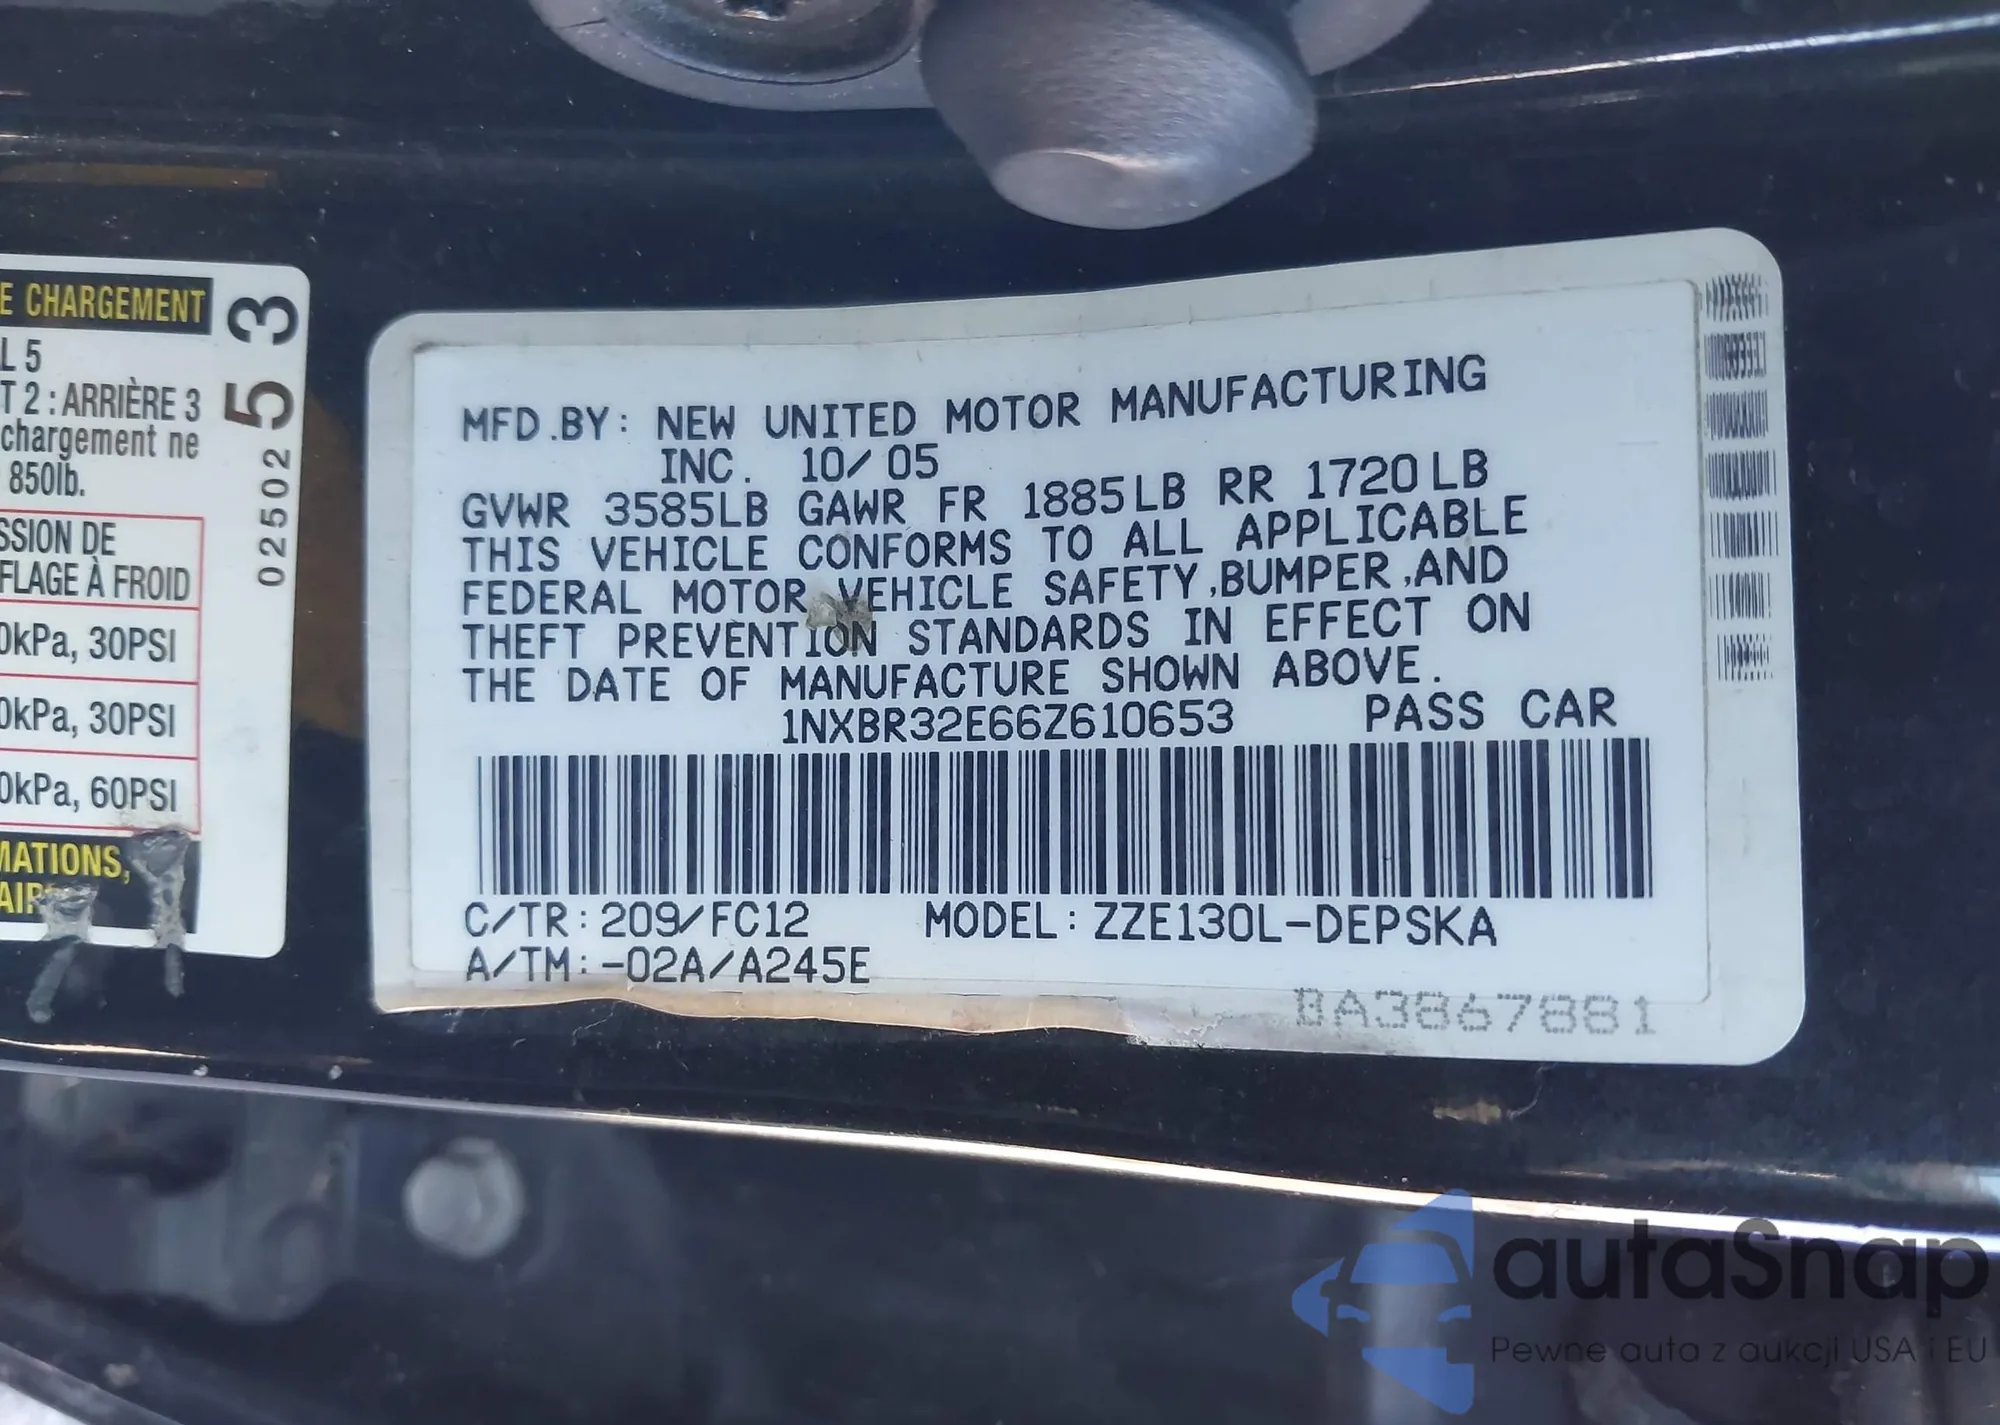 E CHARGEMENT
L 5
T 2 : ARRIÈRE 3
chargement ne
850lb.
SSION DE
FLAGE À FROID
0kPa, 30PSI
0kPa, 30PSI
0kPa, 60PSI
MATIONS,
AIR
02502 53
MFD.BY: NEW UNITED MOTOR MANUFACTURING
INC. 10/05
GVWR 3585LB GAWR FR 1885LB RR 1720LB
THIS VEHICLE CONFORMS TO ALL APPLICABLE
FEDERAL MOTOR VEHICLE SAFETY,BUMPER,AND
THEFT PREVENTION STANDARDS IN EFFECT ON
THE DATE OF MANUFACTURE SHOWN ABOVE.
1NXBR32E66Z610653 PASS CAR
C/TR:209/FC12 MODEL:ZZE130L-DEPSKA
A/TM:-02A/A245E
BA3867881
autaSnap
Pewne auta z aukcji USA i EU